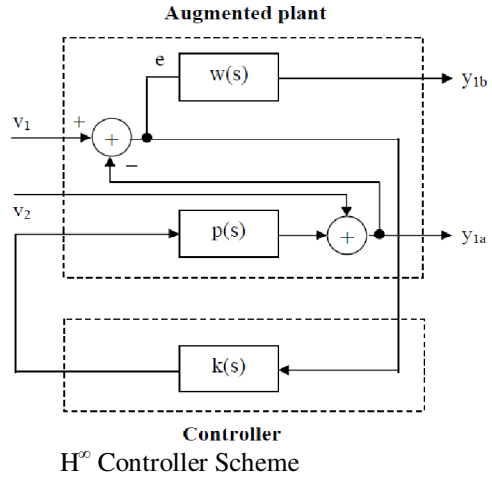 Augmented plant
e
w(s)
y1b
v1
+
+
−
v2
p(s)
+
y1a
k(s)
Controller
H∞ Controller Scheme